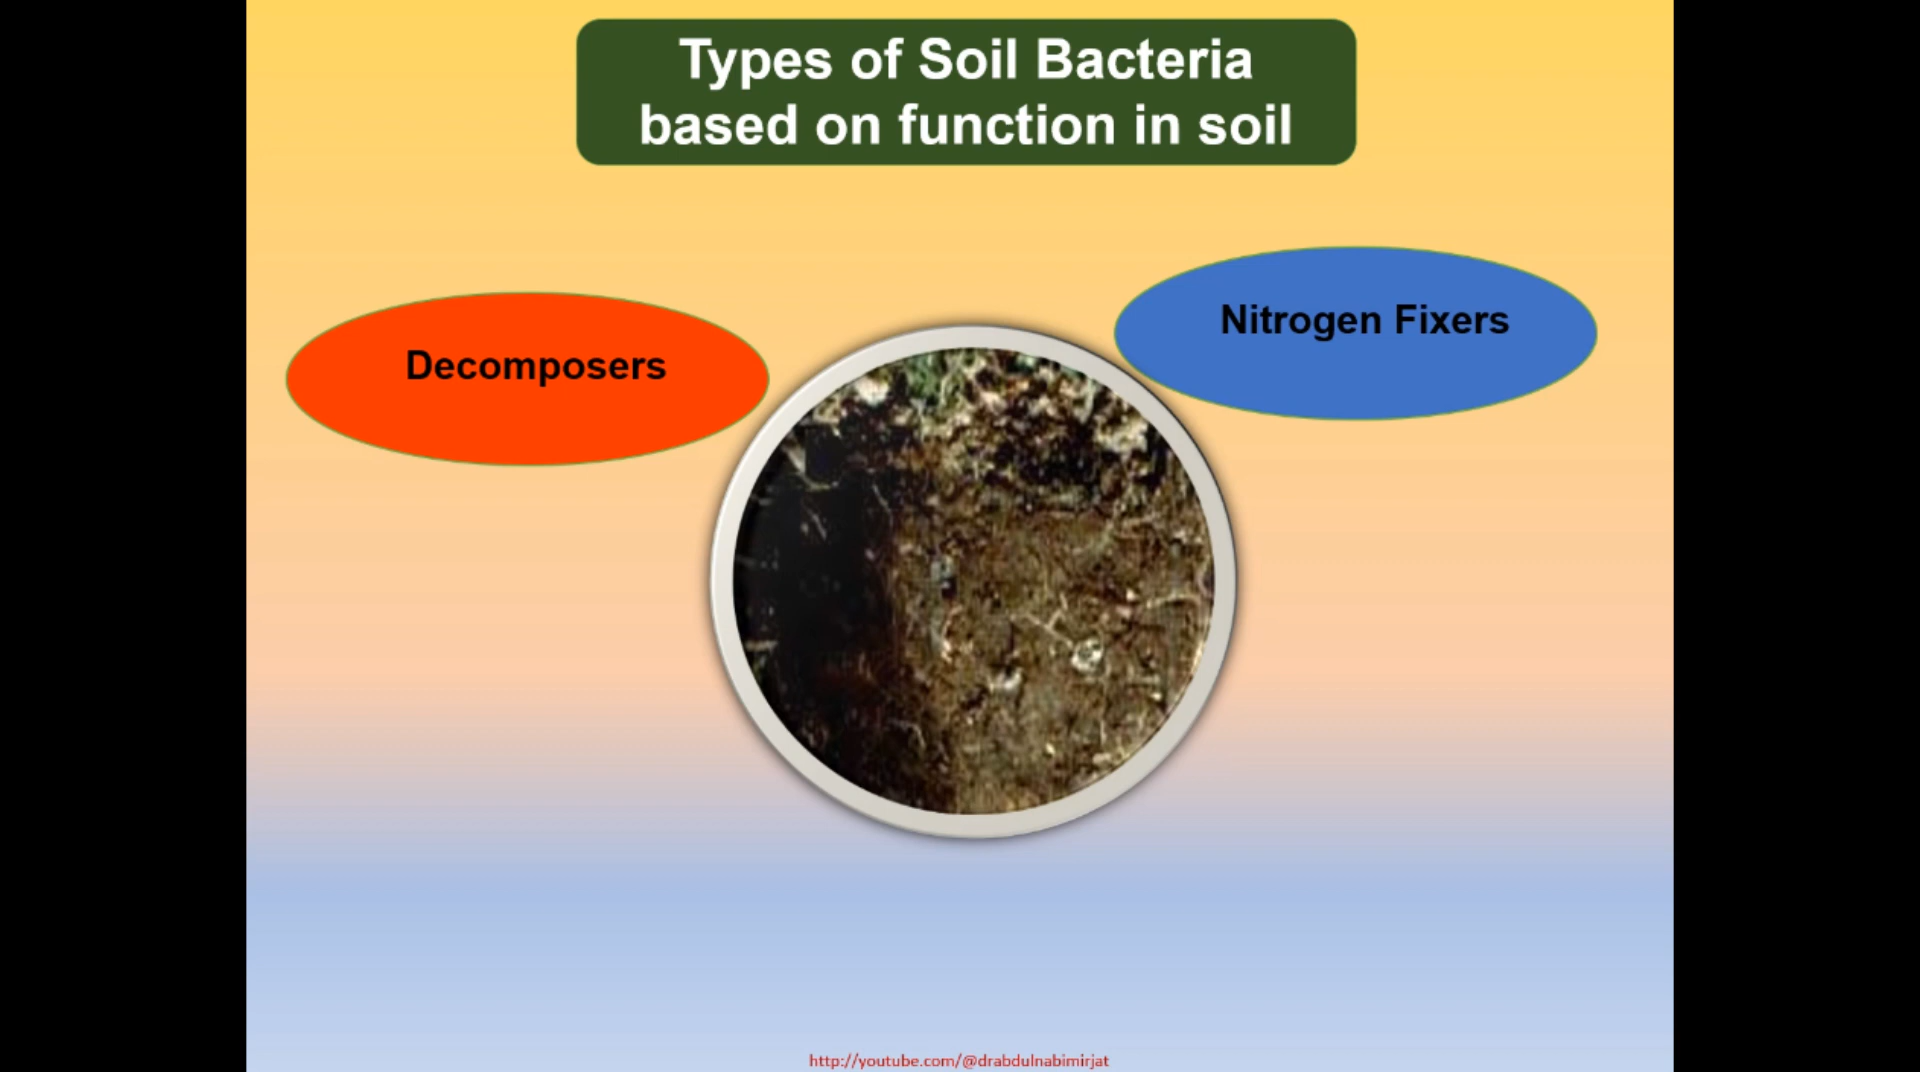 Types of Soil Bacteria
based on function in soil
Decomposers
Nitrogen Fixers
http://youtube.com/@drabdulnabimirjat